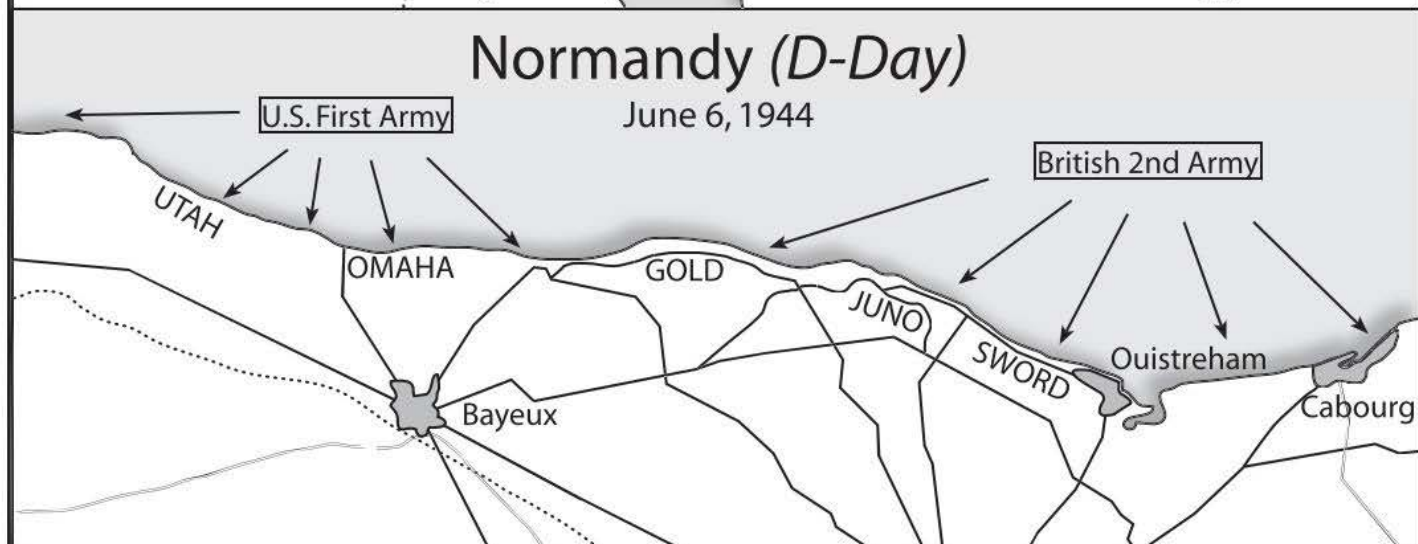 Normandy (D-Day)
June 6, 1944
U.S. First Army
British 2nd Army
UTAH
OMAHA
GOLD
JUNO
SWORD
Ouistreham
Cabourg
Bayeux